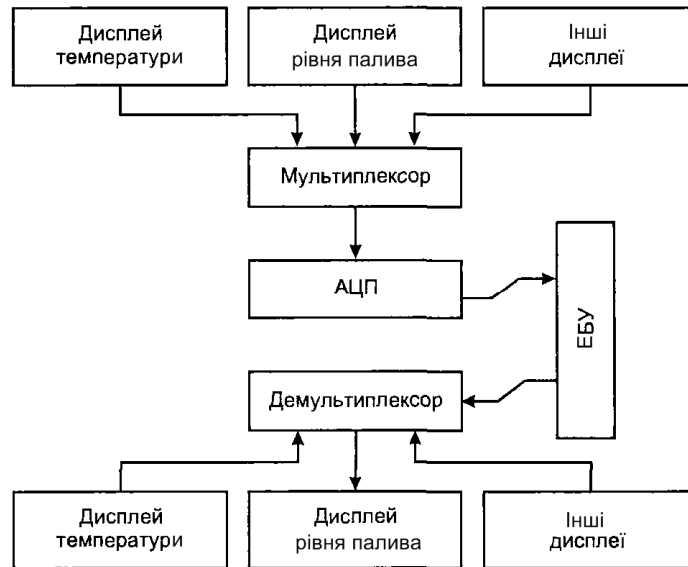 Дисплей
температури
Дисплей
рівня палива
Інші
дисплеї
Мультиплексор
АЦП
ЕБУ
Демультиплексор
Дисплей
температури
Дисплей
рівня палива
Інші
дисплеї